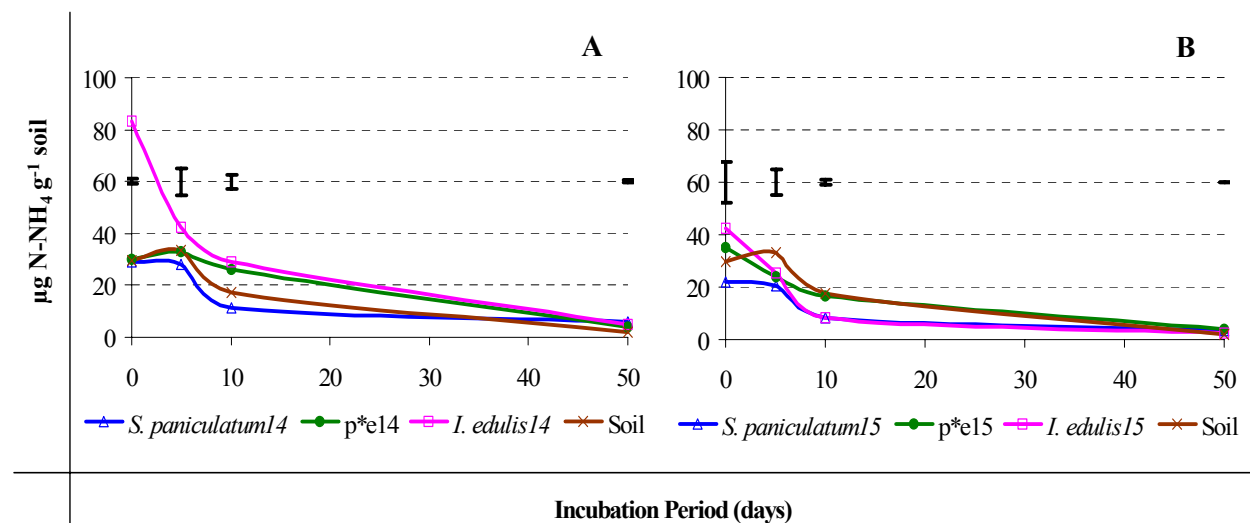 A
B
µg N-NH₄ g⁻¹ soil
100
80
60
40
20
0
0 10 20 30 40 50
S. paniculatum14 p*e14 I. edulis14 Soil
100
80
60
40
20
0
0 10 20 30 40 50
S. paniculatum15 p*e15 I. edulis15 Soil
Incubation Period (days)